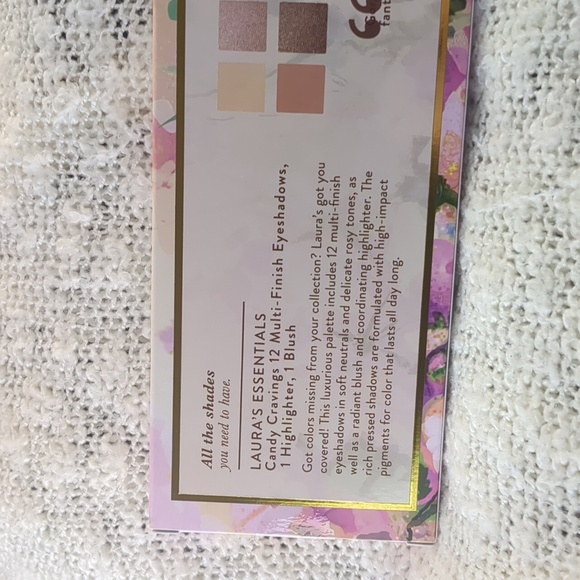 All the shades
you need to have.
LAURA'S ESSENTIALS
Candy Cravings 12 Multi-Finish Eyeshadows,
1 Highlighter, 1 Blush
Got colors missing from your collection? Laura's got you
covered! This luxurious palette includes 12 multi-finish
eyeshadows in soft neutrals and delicate rosy tones, as
well as a radiant blush and coordinating highlighter. The
rich pressed shadows are formulated with high-impact
pigments for color that lasts all day long.